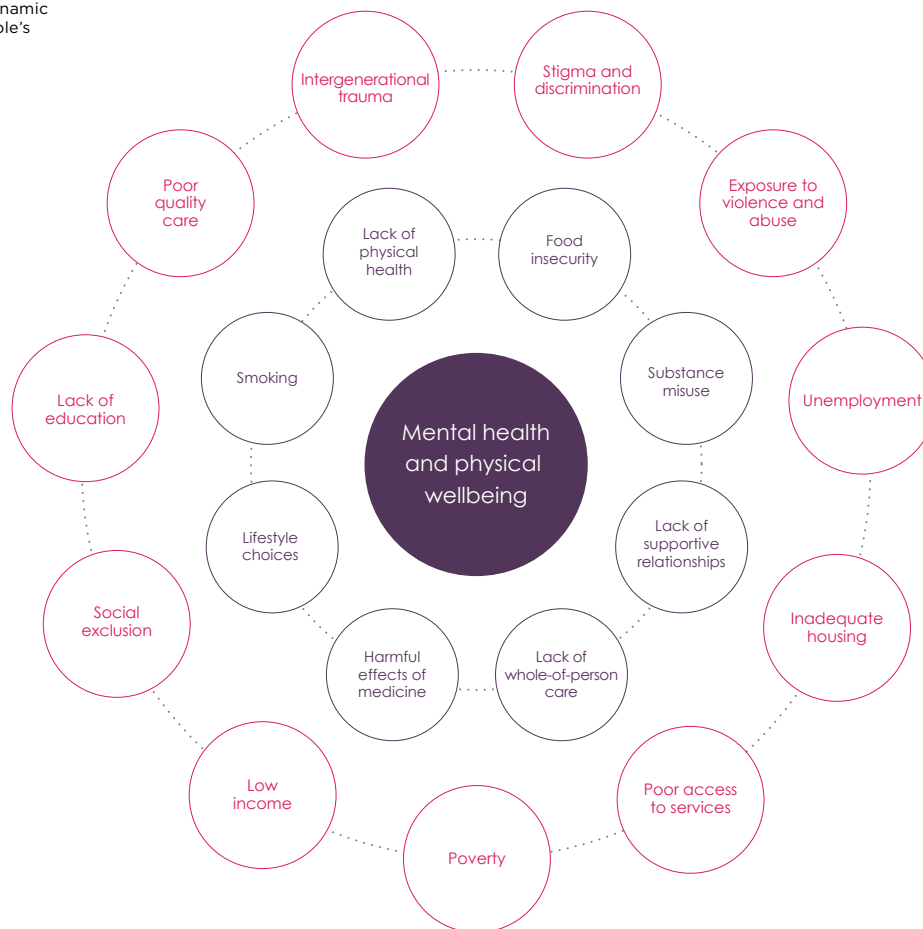 Intergenerational
trauma
Stigma and
discrimination
Poor
quality
care
Exposure to
violence and
abuse
Lack of
physical
health
Food
insecurity
Smoking
Substance
misuse
Lack of
education
Unemployment
Mental health
and physical
wellbeing
Lifestyle
choices
Lack of
supportive
relationships
Social
exclusion
Inadequate
housing
Harmful
effects of
medicine
Lack of
whole-of-person
care
Low
income
Poor access
to services
Poverty